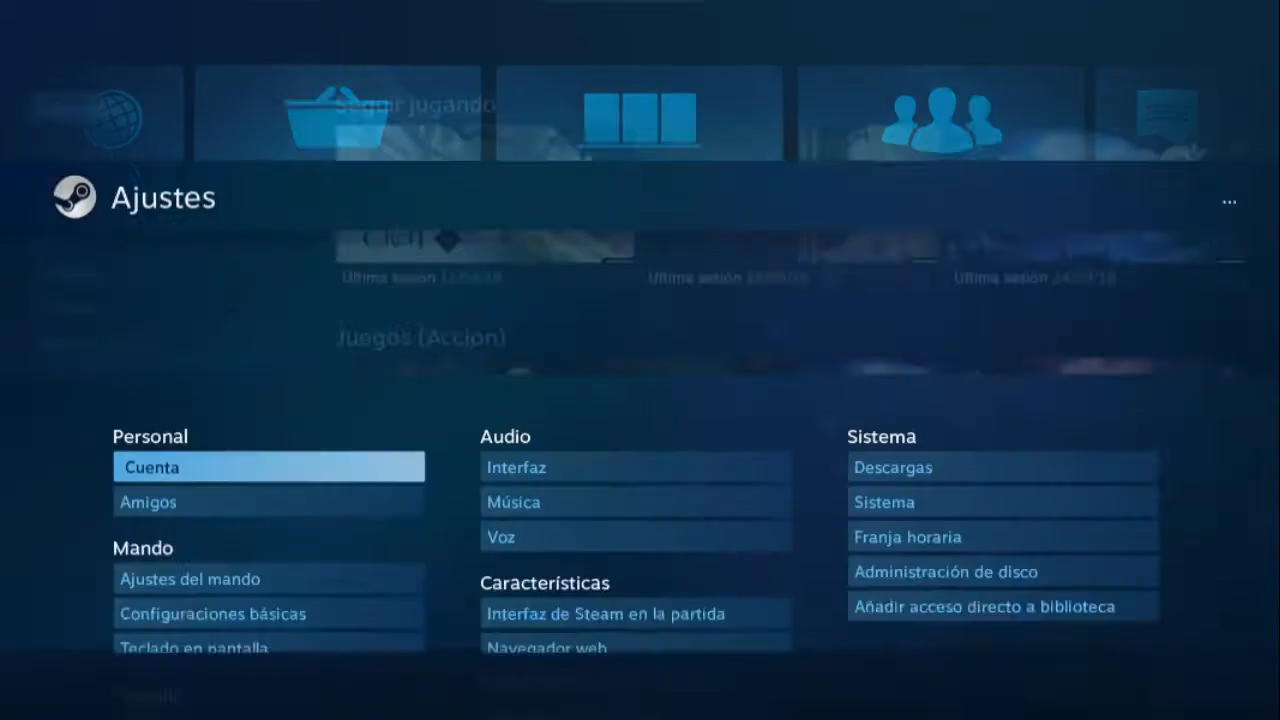 Seguir jugando
Ajustes
...
Última sesión
Última sesión
Última sesión
Juegos (Acción)
Personal
Cuenta
Amigos
Mando
Ajustes del mando
Configuraciones básicas
Teclado en pantalla
Audio
Interfaz
Música
Voz
Características
Interfaz de Steam en la partida
Navegador web
Sistema
Descargas
Sistema
Franja horaria
Administración de disco
Añadir acceso directo a biblioteca